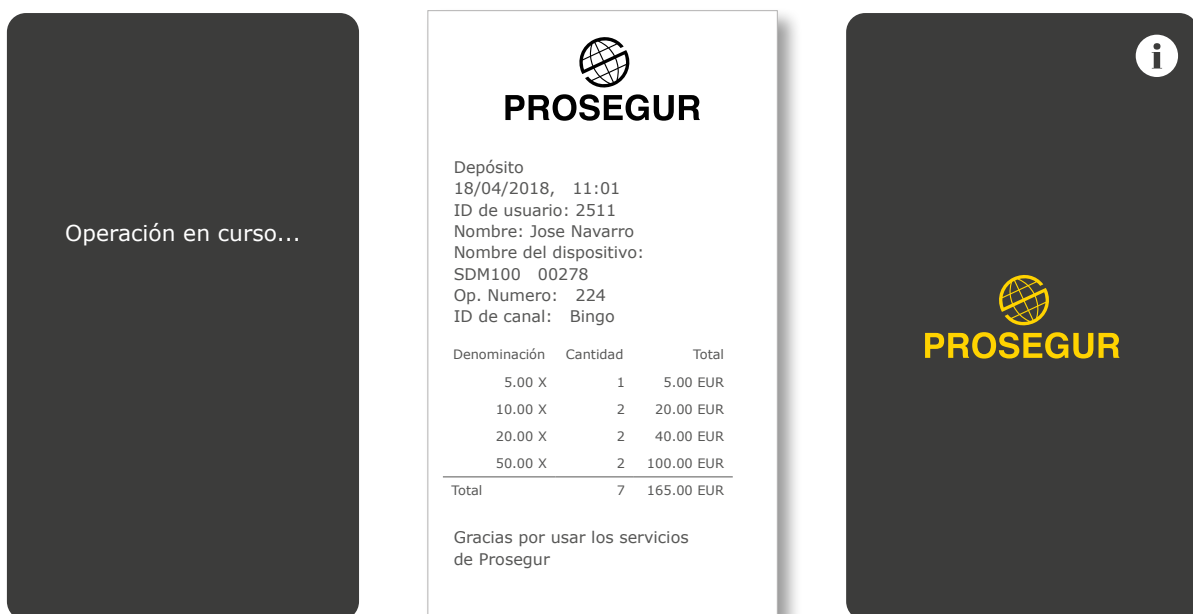 Operación en curso...
PROSEGUR
Depósito
18/04/2018, 11:01
ID de usuario: 2511
Nombre: Jose Navarro
Nombre del dispositivo:
SDM100 00278
Op. Numero: 224
ID de canal: Bingo
Denominación Cantidad Total
5.00 X 1 5.00 EUR
10.00 X 2 20.00 EUR
20.00 X 2 40.00 EUR
50.00 X 2 100.00 EUR
Total 7 165.00 EUR
Gracias por usar los servicios
de Prosegur
i
PROSEGUR